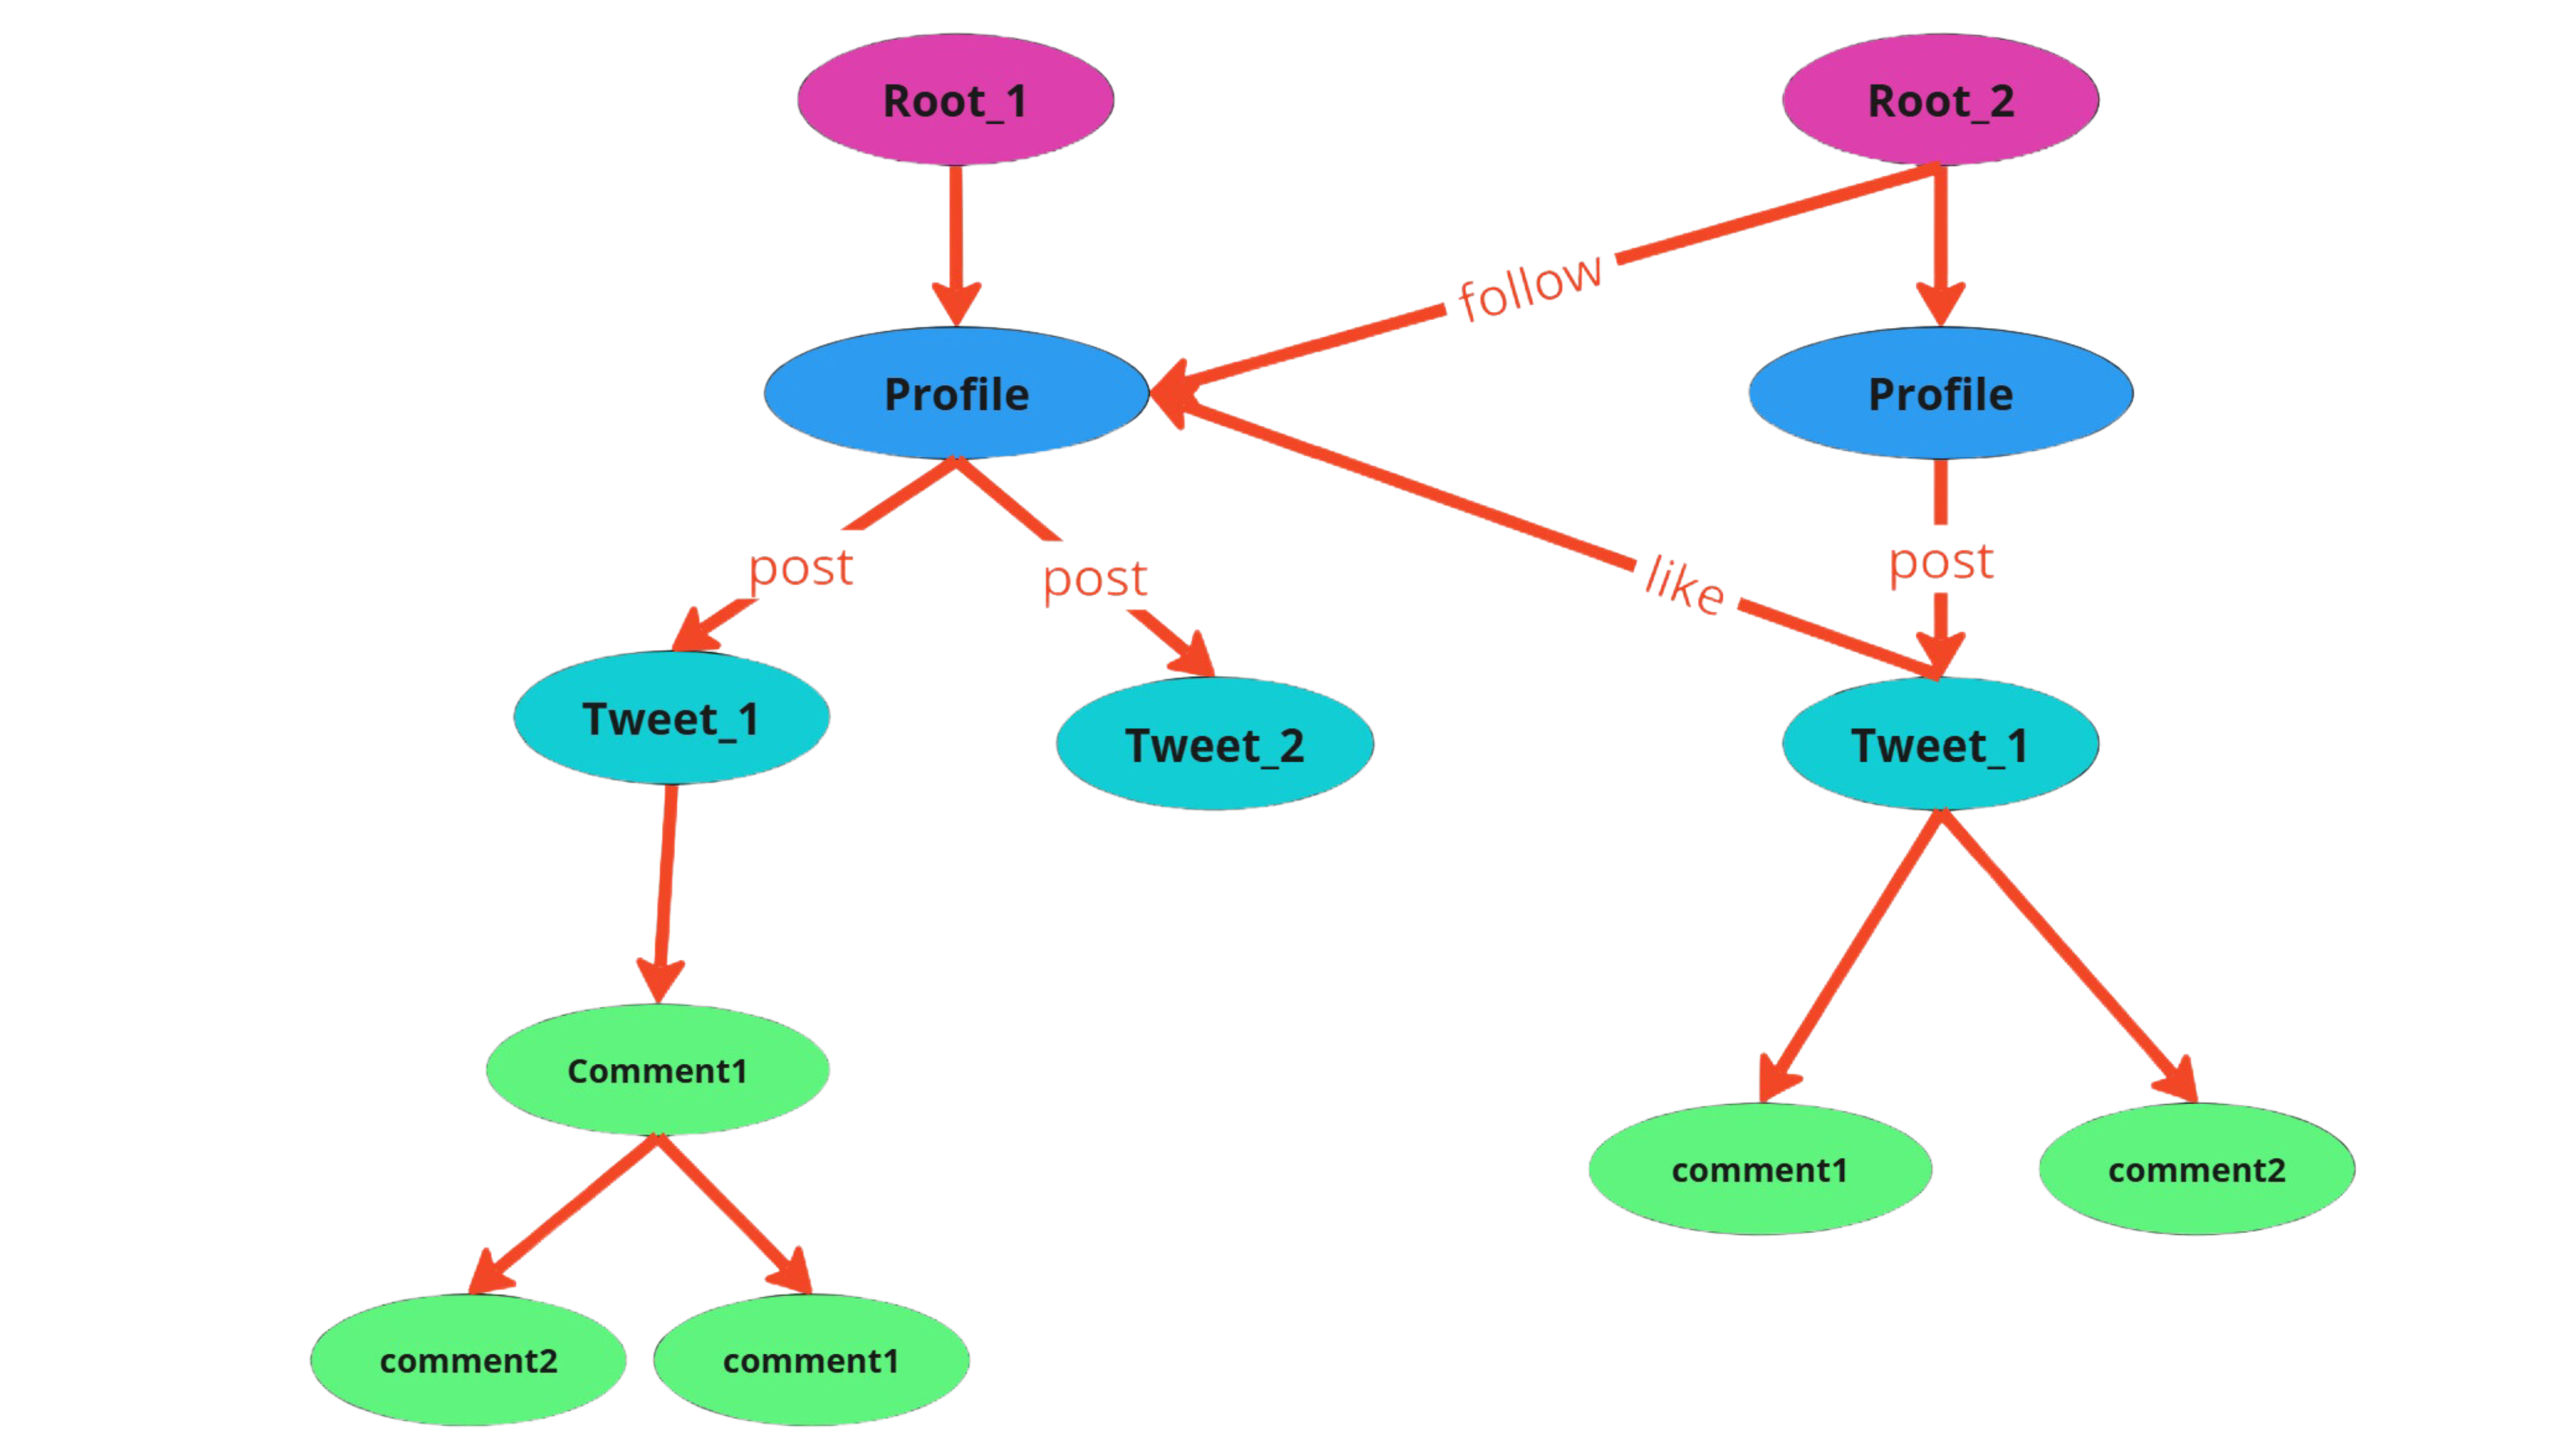 Root_1
Root_2
follow
Profile
Profile
post
post
like
post
Tweet_1
Tweet_2
Tweet_1
Comment1
comment1
comment2
comment2
comment1